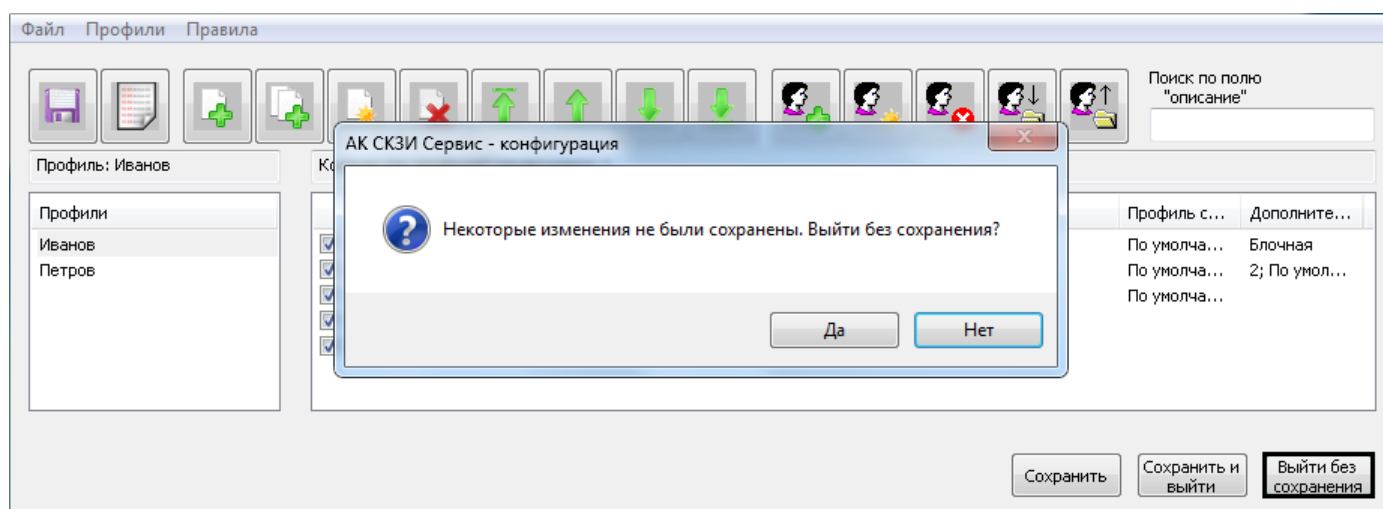 Файл Профили Правила
Поиск по полю
"описание"
АК СКЗИ Сервис - конфигурация
Профиль: Иванов
Профили
Профиль с... Дополните...
Некоторые изменения не были сохранены. Выйти без сохранения?
Иванов
По умолча... Блочная
Петров
По умолча... 2; По умол...
По умолча...
Да Нет
Сохранить
Сохранить и
выйти
Выйти без
сохранения